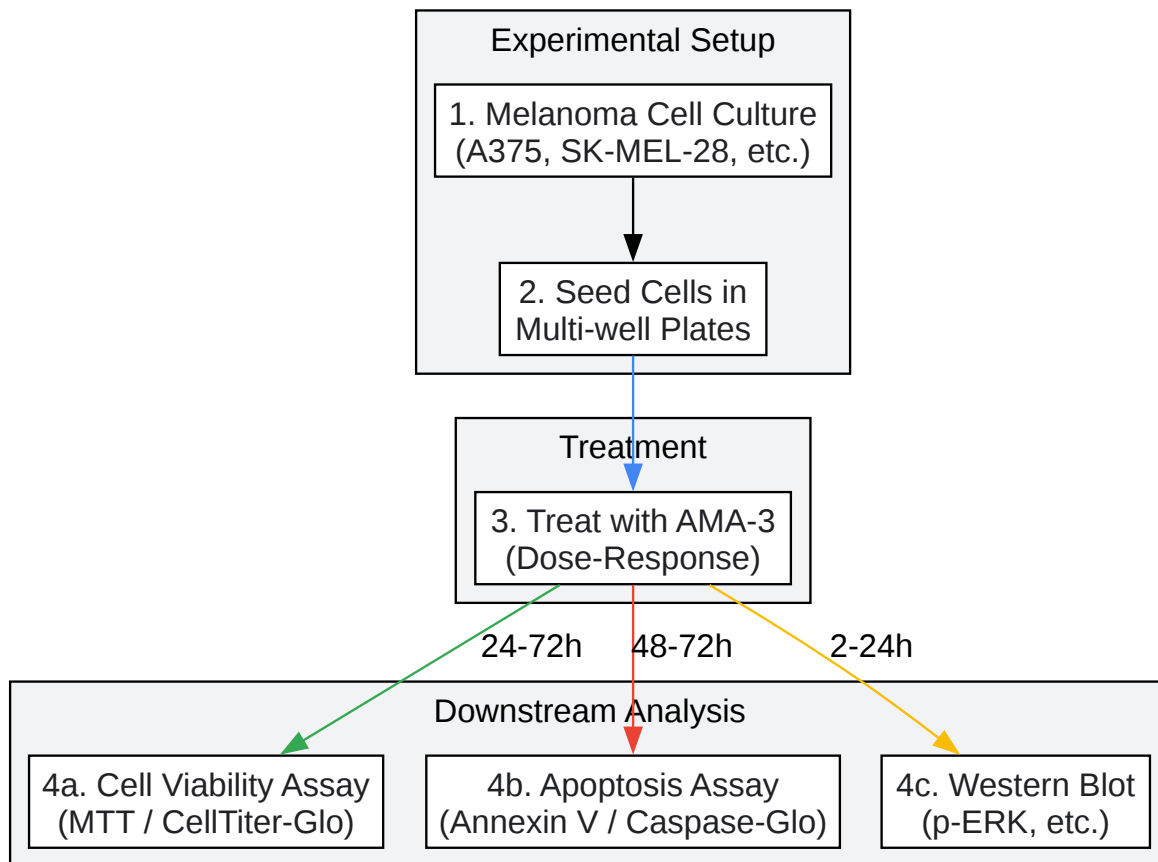 Experimental Setup
1. Melanoma Cell Culture
(A375, SK-MEL-28, etc.)
2. Seed Cells in
Multi-well Plates
Treatment
3. Treat with AMA-3
(Dose-Response)
24-72h
48-72h
2-24h
Downstream Analysis
4a. Cell Viability Assay
(MTT / CellTiter-Glo)
4b. Apoptosis Assay
(Annexin V / Caspase-Glo)
4c. Western Blot
(p-ERK, etc.)